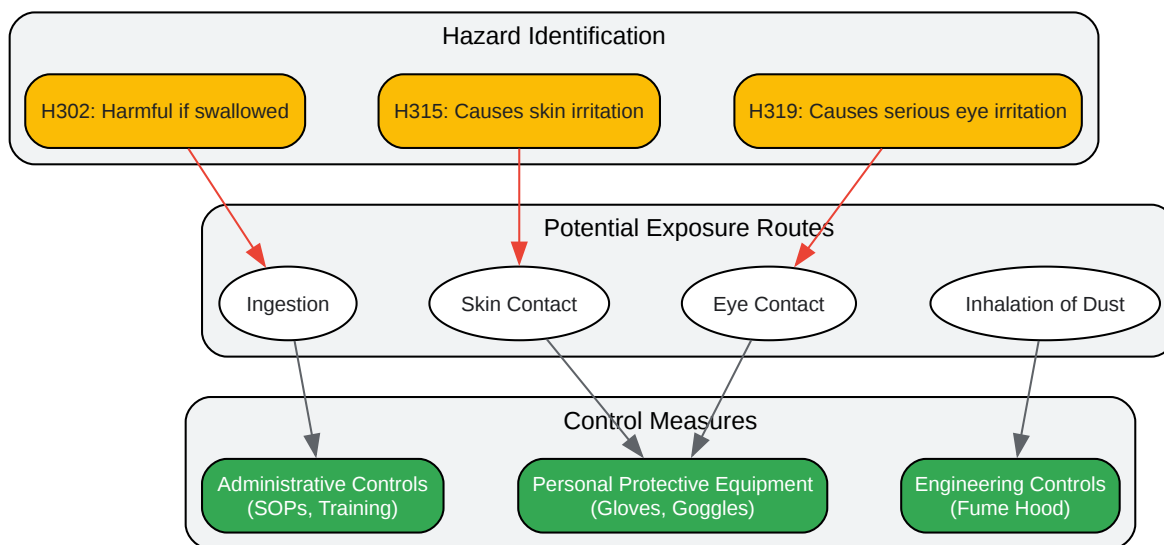 Hazard Identification
H302: Harmful if swallowed
H315: Causes skin irritation
H319: Causes serious eye irritation
Potential Exposure Routes
Ingestion
Skin Contact
Eye Contact
Inhalation of Dust
Control Measures
Administrative Controls
(SOPs, Training)
Personal Protective Equipment
(Gloves, Goggles)
Engineering Controls
(Fume Hood)